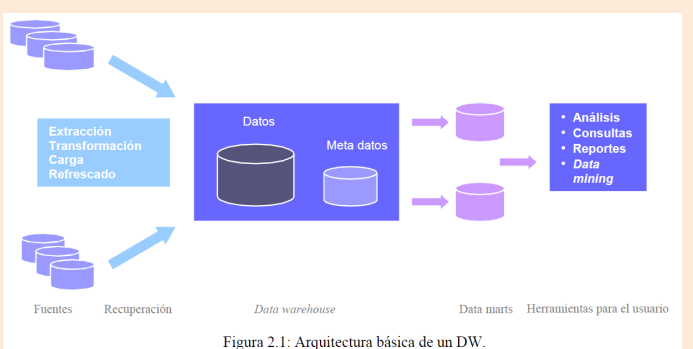 Extracción
Transformación
Carga
Refrescado
Datos
Meta datos
• Análisis
• Consultas
• Reportes
• Data
mining
Fuentes
Recuperación
Data warehouse
Data marts
Herramientas para el usuario
Figura 2.1: Arquitectura básica de un DW.